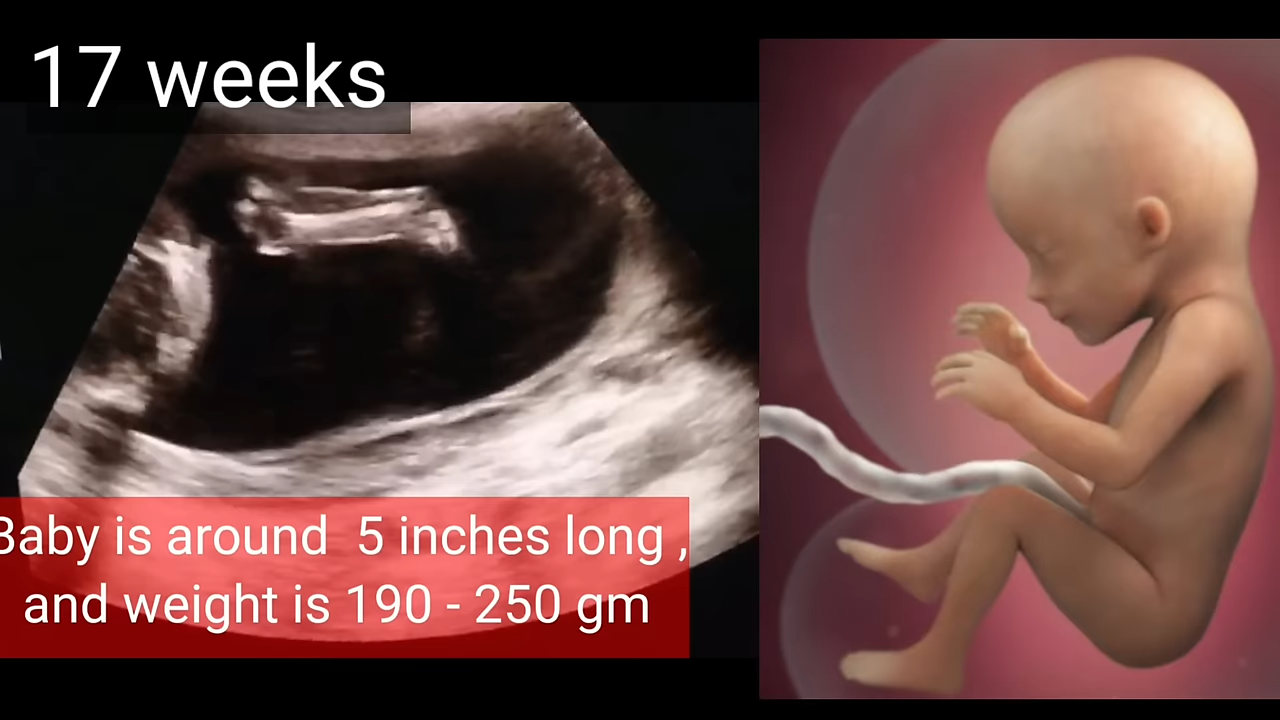 17 weeks
Baby is around 5 inches long ,
and weight is 190 - 250 gm